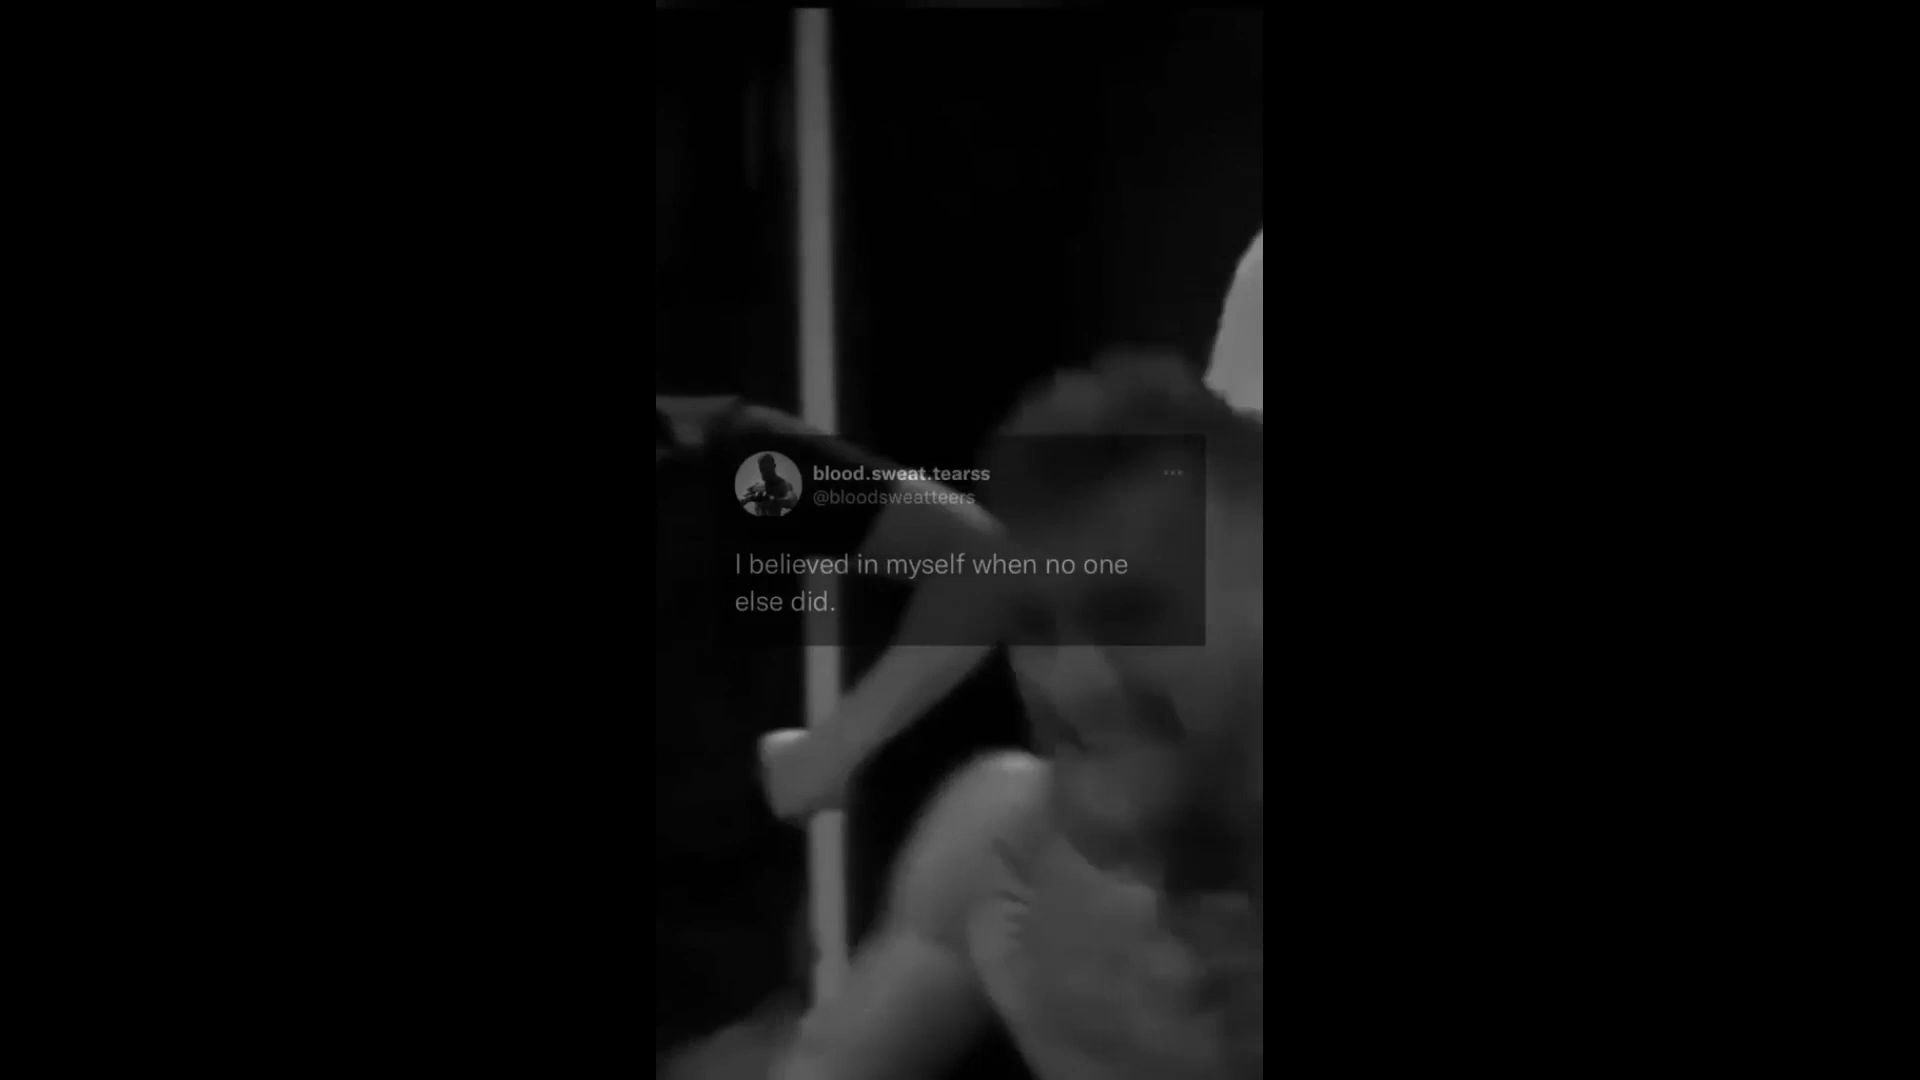 blood.sweat.tearss
@bloodsweatteers
I believed in myself when no one
else did.